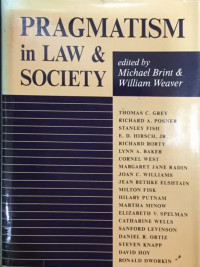 PRAGMATISM
in LAW &
SOCIETY
edited by
Michael Brint &
William Weaver
THOMAS C. GREY
RICHARD A. POSNER
STANLEY FISH
E. D. HIRSCH, JR
RICHARD RORTY
LYNN A. BAKER
CORNEL WEST
MARGARET JANE RADIN
JOAN C. WILLIAMS
JEAN BETHKE ELSHTAIN
MILTON FISK
HILARY PUTNAM
MARTHA MINOW
ELIZABETH V. SPELMAN
CATHARINE WELLS
SANFORD LEVINSON
DANIEL R. ORTIZ
STEVEN KNAPP
DAVID HOY
RONALD DWORKIN